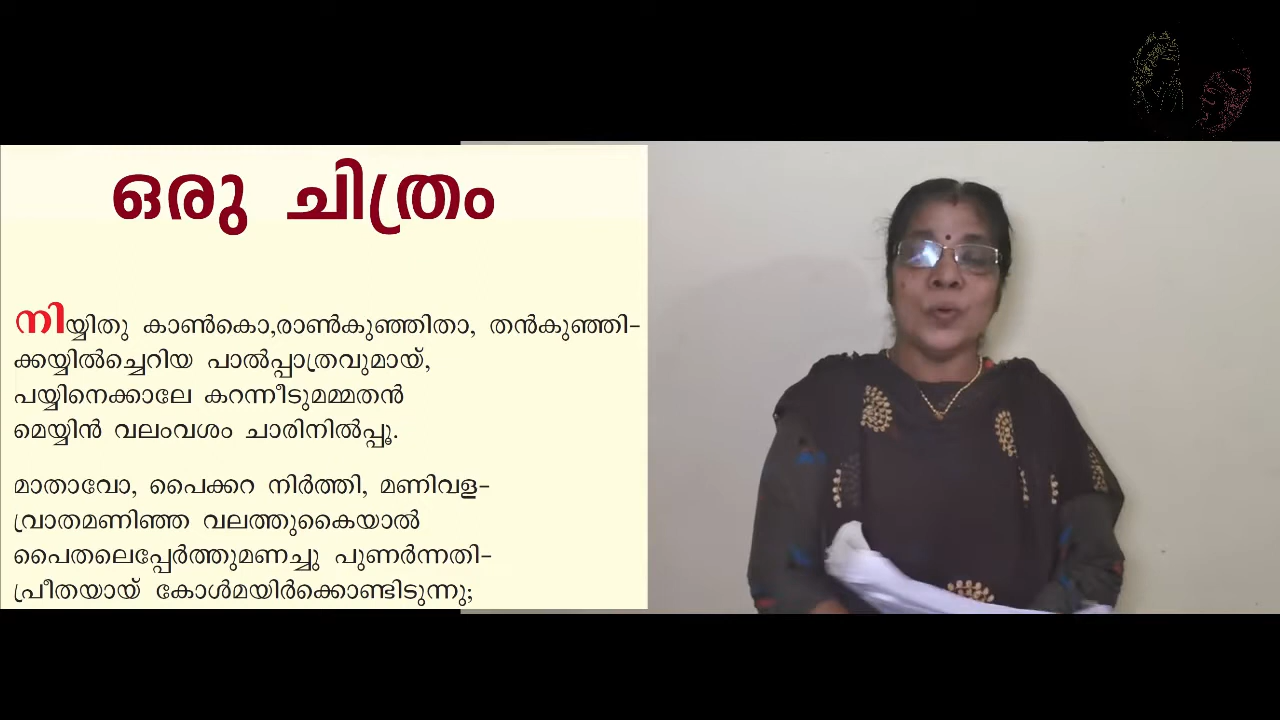 ഒരു ചിത്രം
നിയ്യിതു കാൺകൊ,രാൺകുഞ്ഞിതാ, തൻകുഞ്ഞി-
ക്കയ്യിൽച്ചെറിയ പാൽപ്പാത്രവുമായ്,
പയ്യിനെക്കാലേ കറന്നീടുമമ്മതൻ
മെയ്യിൻ വലംവശം ചാരിനിൽപ്പൂ.
മാതാവോ, പൈക്കറ നിർത്തി, മണിവള-
വ്രാതമണിഞ്ഞ വലത്തുകൈയാൽ
പൈതലെപ്പേർത്തുമണച്ചു പുണർന്നതി-
പ്രീതയായ് കോൾമയിർക്കൊണ്ടിടുന്നു;